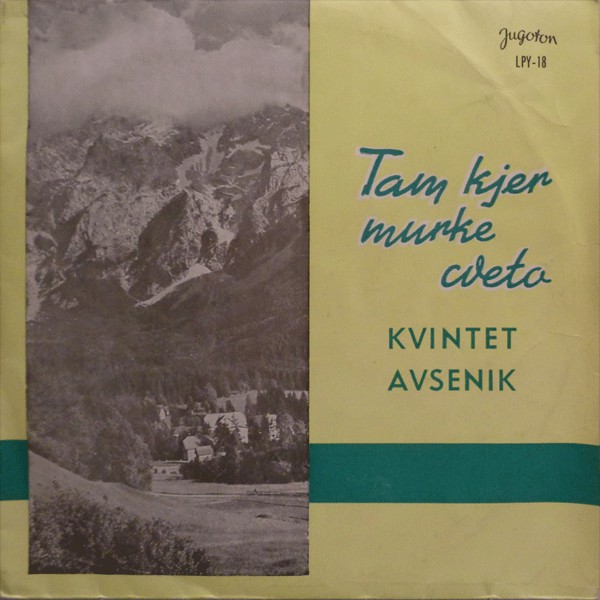 Jugoton
LPY-18
Tam kjer
murke
cveto
KVINTET
AVSENIK